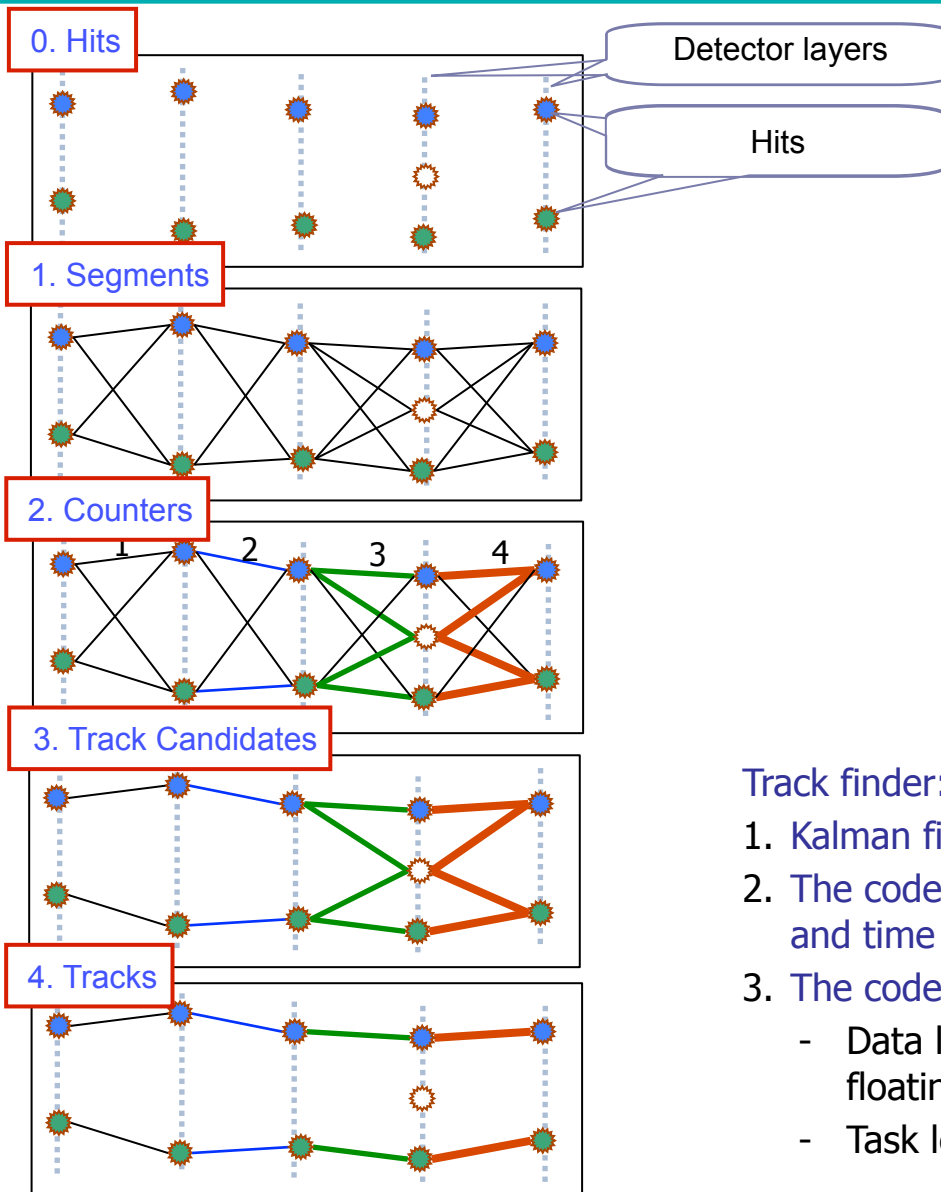 0. Hits
Detector layers
Hits
1. Segments
2. Counters
1 2 3 4
3. Track Candidates
4. Tracks
Track finder:
1. Kalman fi
2. The code
and time
3. The code
- Data
floatin
- Task l